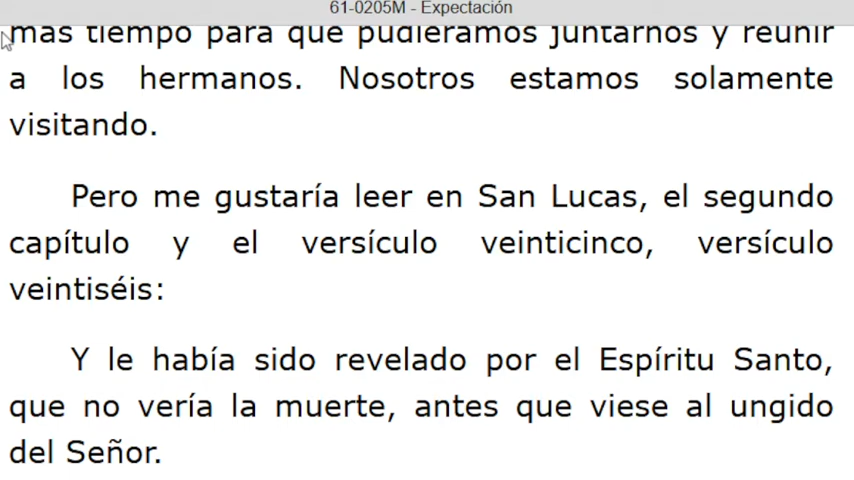 61-0205M - Expectación
más tiempo para que pudiéramos juntarnos y reunir
a los hermanos. Nosotros estamos solamente
visitando.
Pero me gustaría leer en San Lucas, el segundo
capítulo y el versículo veinticinco, versículo
veintiséis:
Y le había sido revelado por el Espíritu Santo,
que no vería la muerte, antes que viese al ungido
del Señor.